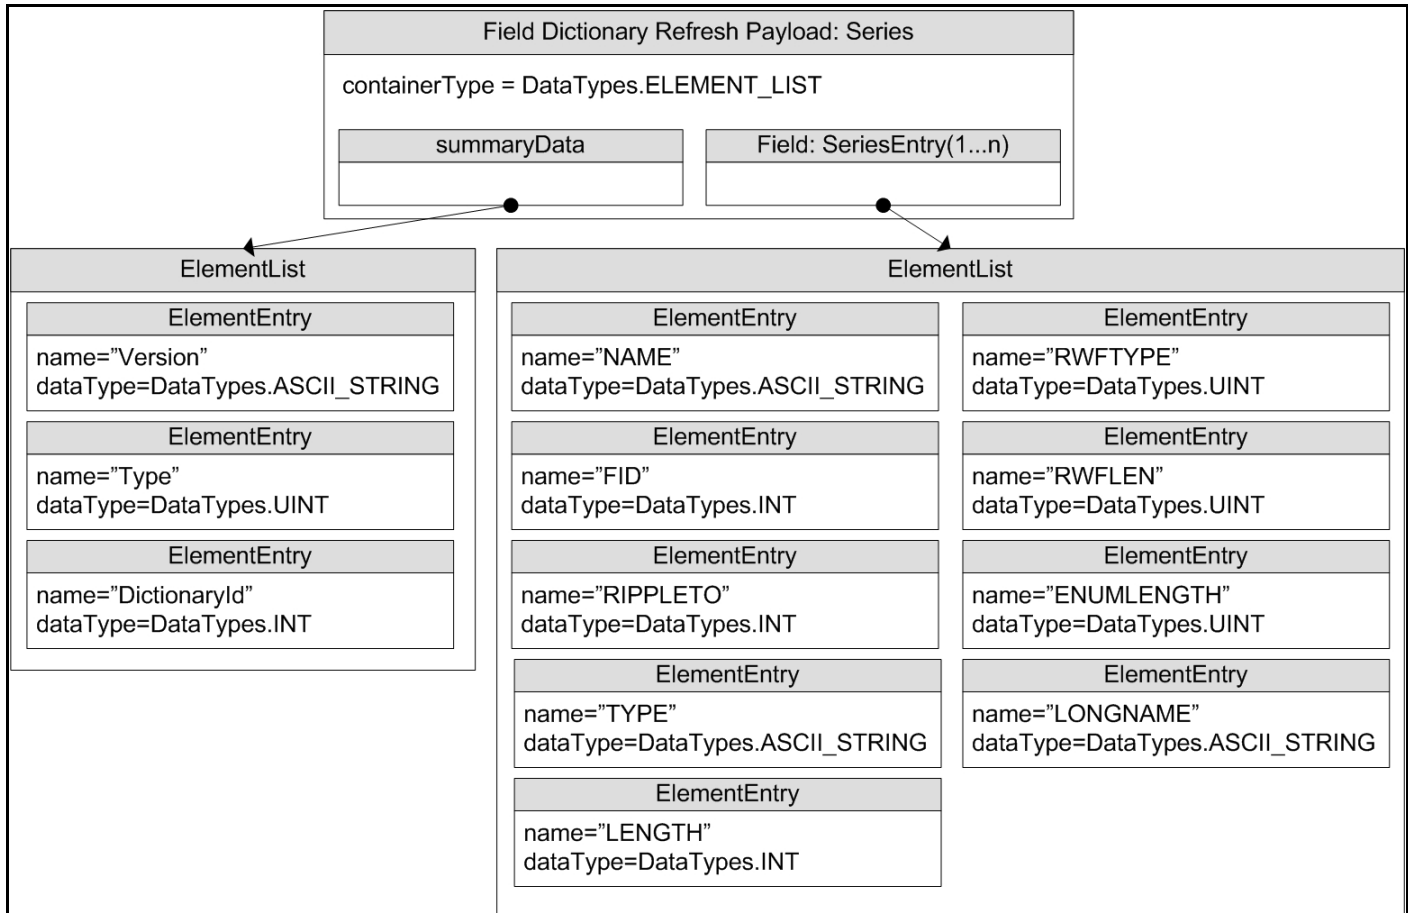 Field Dictionary Refresh Payload: Series
containerType = DataTypes.ELEMENT_LIST
summaryData
Field: SeriesEntry(1...n)
ElementList
ElementEntry
name=”Version”
dataType=DataTypes.ASCII_STRING
ElementEntry
name=”Type”
dataType=DataTypes.UINT
ElementEntry
name=”DictionaryId”
dataType=DataTypes.INT
ElementList
ElementEntry
name=”NAME”
dataType=DataTypes.ASCII_STRING
ElementEntry
name=”FID”
dataType=DataTypes.INT
ElementEntry
name=”RIPPLETO”
dataType=DataTypes.INT
ElementEntry
name=”TYPE”
dataType=DataTypes.ASCII_STRING
ElementEntry
name=”LENGTH”
dataType=DataTypes.INT
ElementEntry
name=”RWFTYPE”
dataType=DataTypes.UINT
ElementEntry
name=”RWFLEN”
dataType=DataTypes.UINT
ElementEntry
name=”ENUMLENGTH”
dataType=DataTypes.UINT
ElementEntry
name=”LONGNAME”
dataType=DataTypes.ASCII_STRING